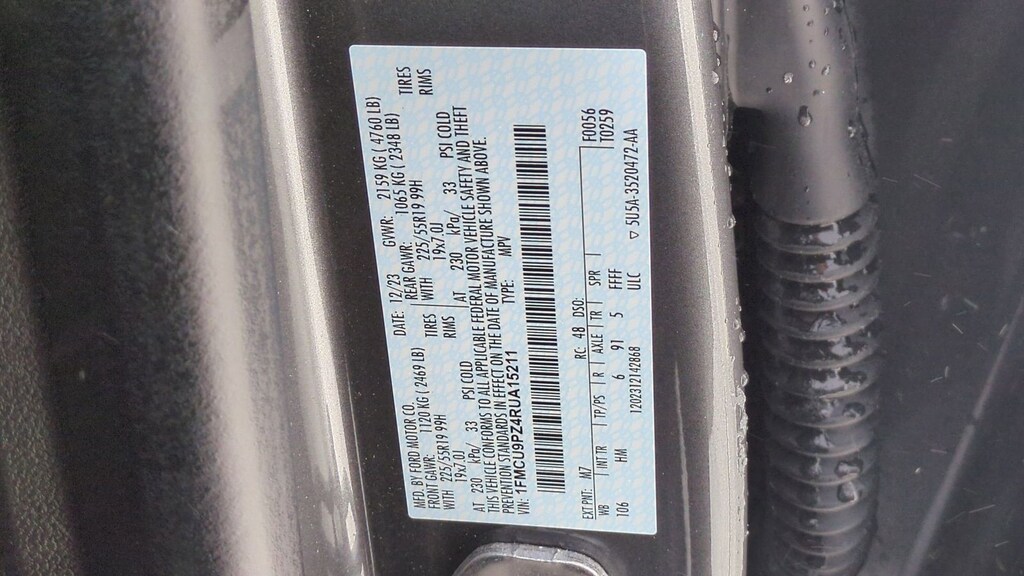 MFD. BY FORD MOTOR CO. DATE: 12/23 GVWR: 2159 KG ( 4760 LB)
FRONT GAWR: 1120 KG ( 2469 LB) REAR GAWR: 1065 KG ( 2348 LB)
WITH 225/55R19 99H TIRES WITH 225/55R19 99H TIRES
19x7.0J RIMS 19x7.0J RIMS
AT 230 kPa/ 33 PSI COLD AT 230 kPa/ 33 PSI COLD
THIS VEHICLE CONFORMS TO ALL APPLICABLE FEDERAL MOTOR VEHICLE SAFETY AND THEFT
PREVENTION STANDARDS IN EFFECT ON THE DATE OF MANUFACTURE SHOWN ABOVE.
VIN: 1FMCU9PZ4RUA15211 TYPE: MPV
EXT PNT: M7 RC: 48 DSO: F0056
WB INT TR TP/PS R AXLE TR SPR T0259
106 HM 6 91 5 FFFF
1202312142868 ULC ▽ 5U5A-3520472-AA